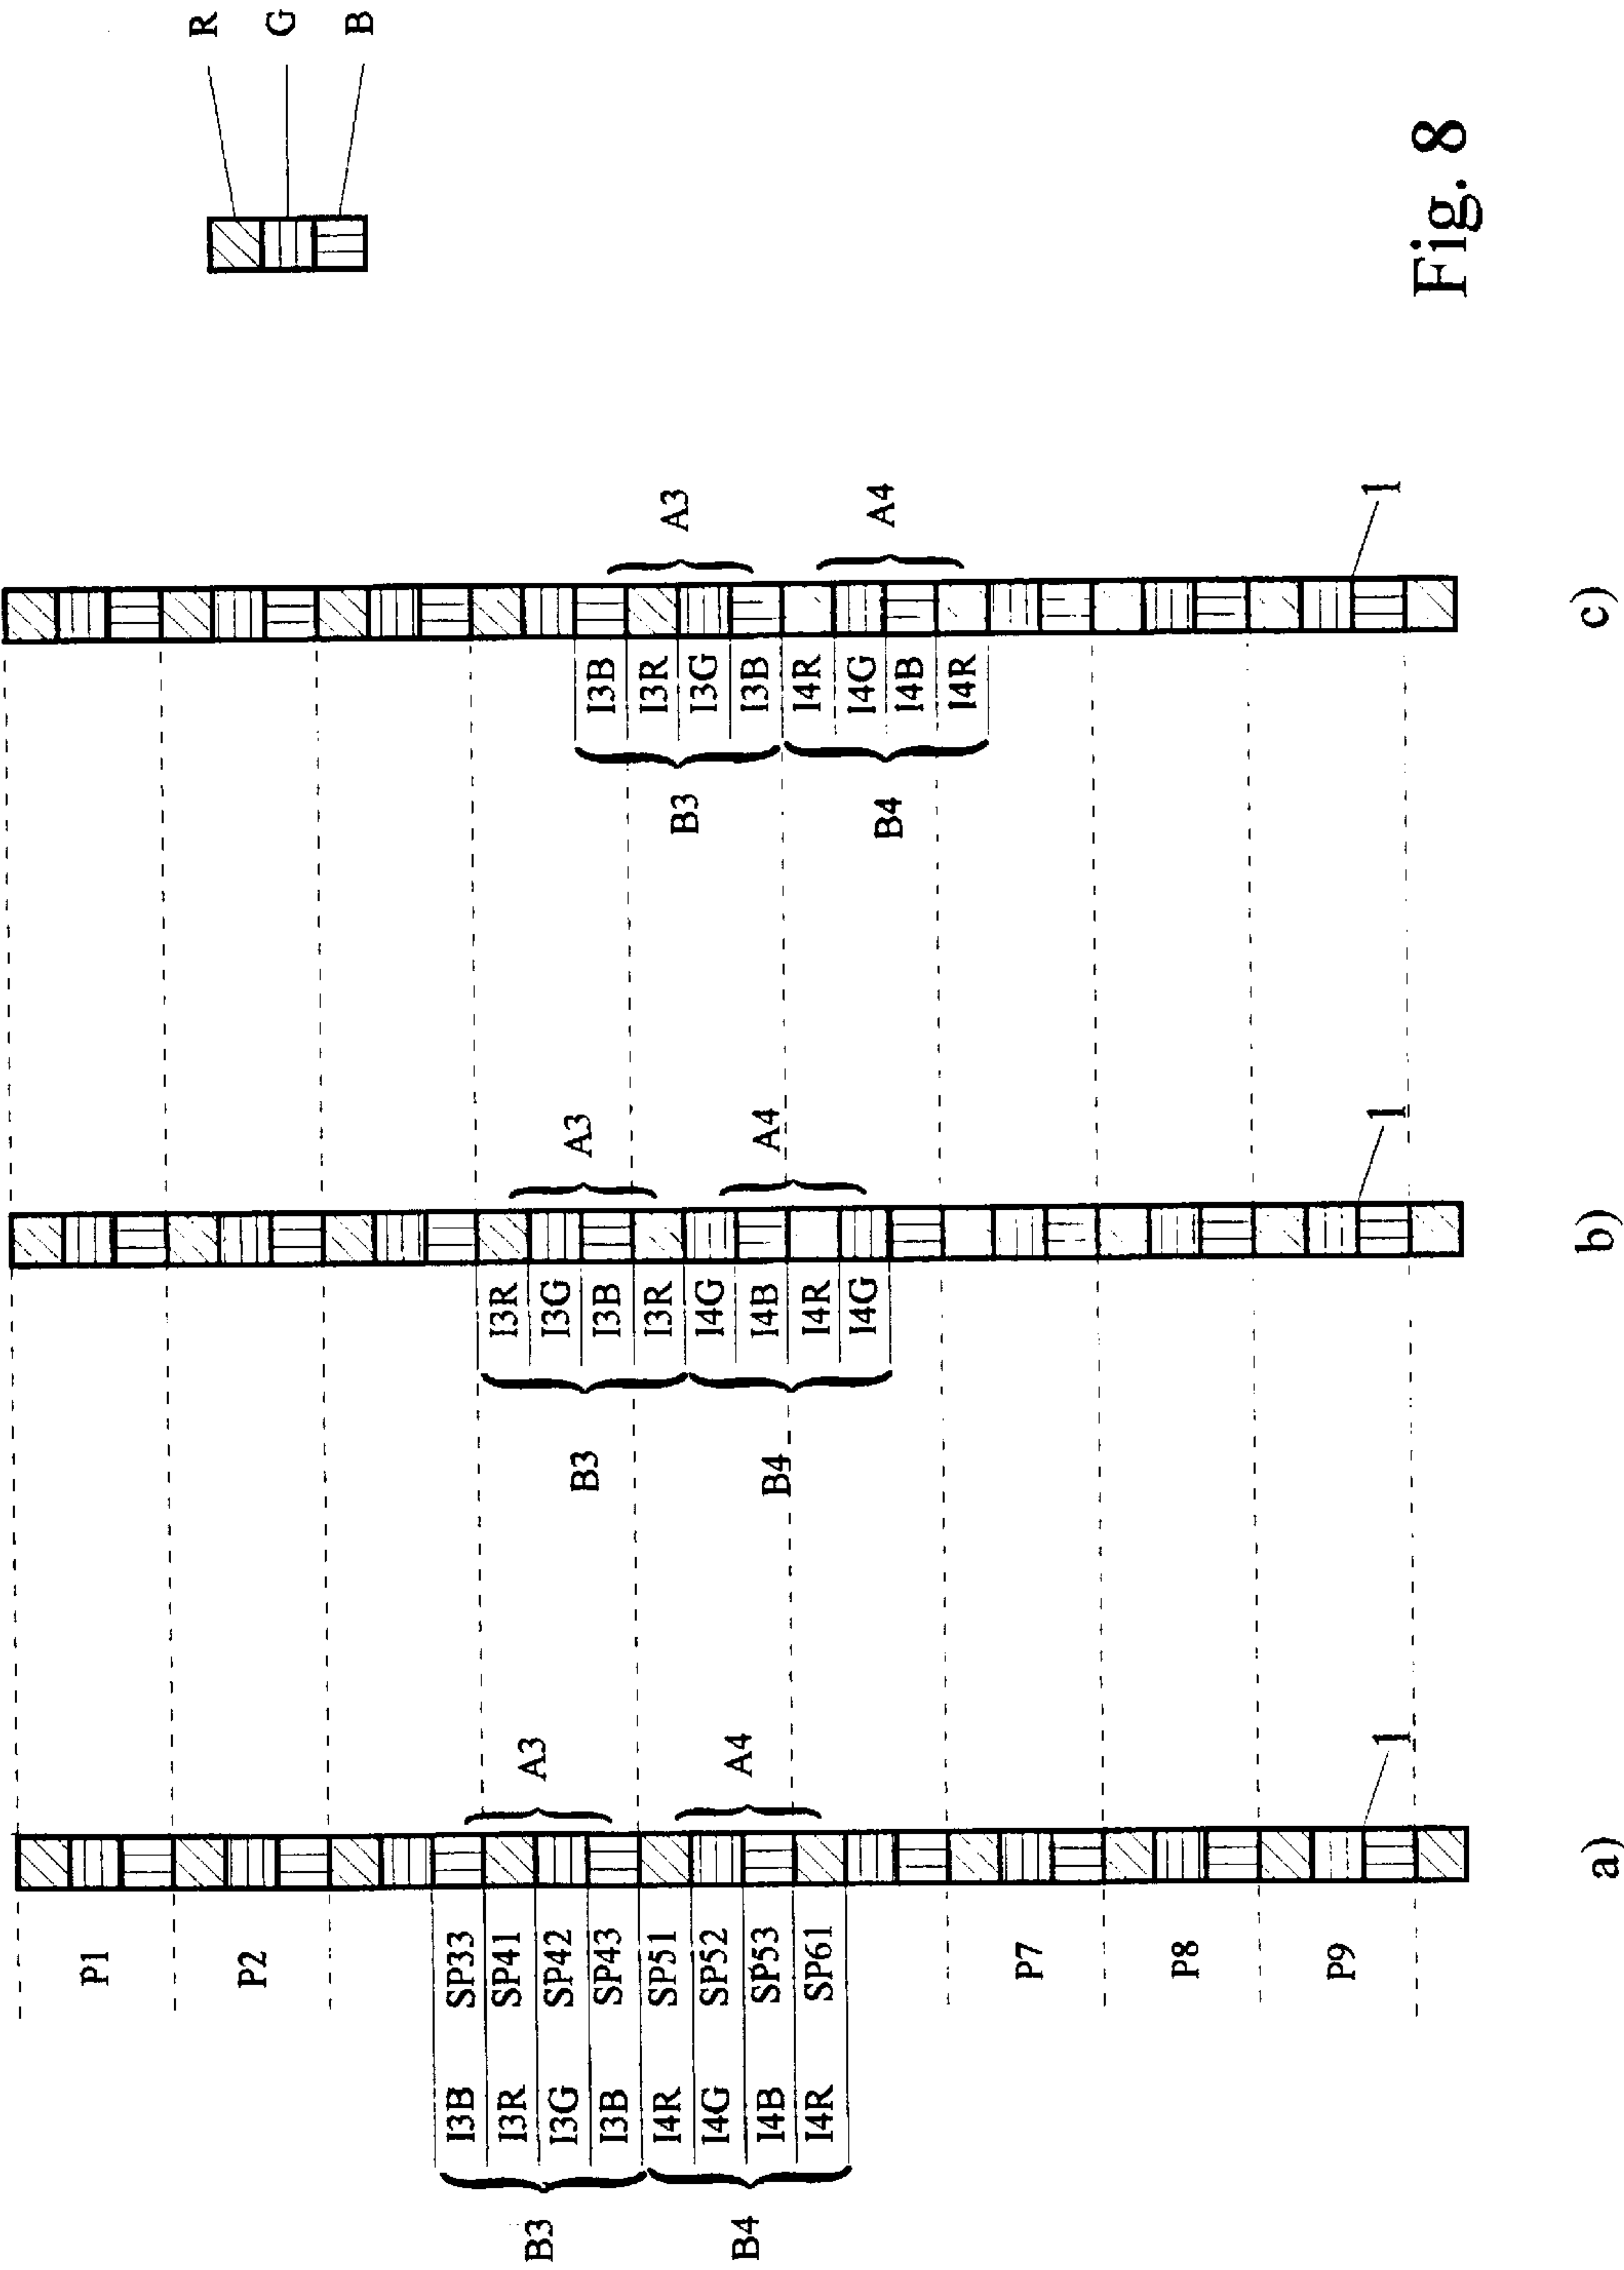 R
G
B
I3B
I3R
I3G
I3B
I4R
I4G
I4B
I4R
A3
A4
B3
B4
1
c)
I3R
I3G
I3B
I3R
I4G
I4B
I4R
I4G
A3
A4
B3
B4
1
b)
P1
P2
I3B SP33
I3R SP41
I3G SP42
I3B SP43
I4R SP51
I4G SP52
I4B SP53
I4R SP61
P7
P8
P9
A3
A4
B3
B4
1
a)
Fig. 8